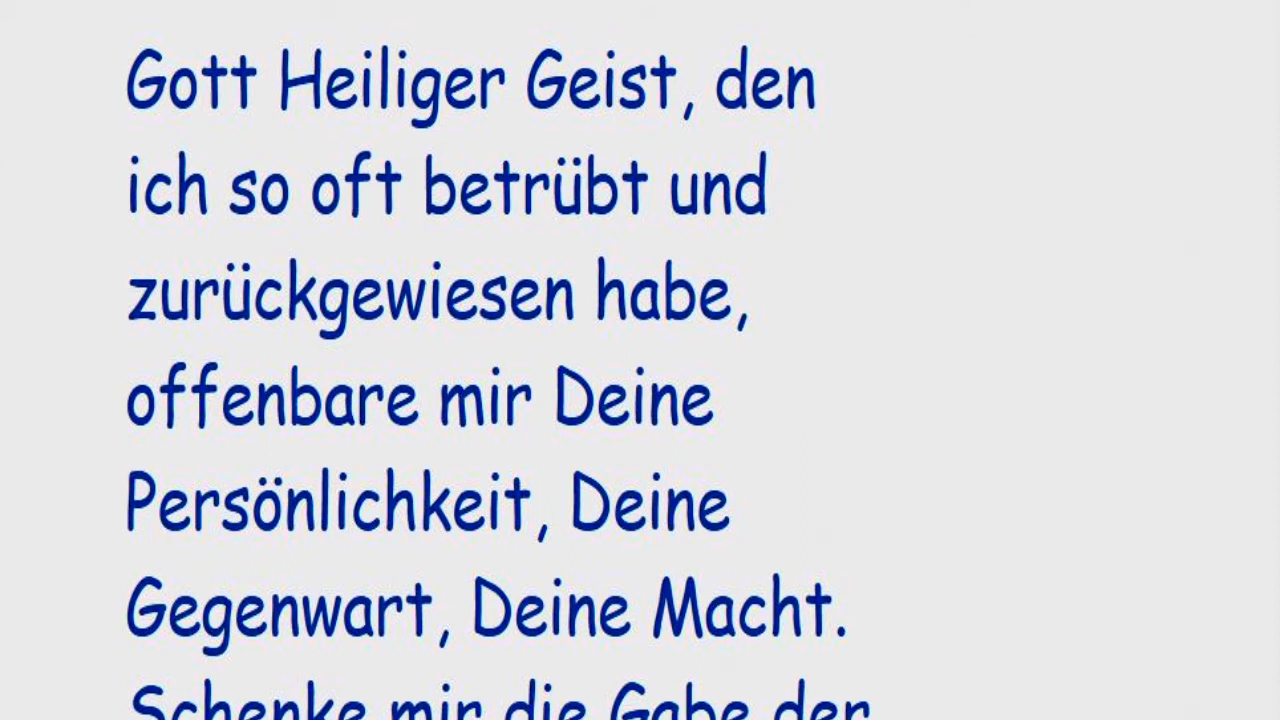 Gott Heiliger Geist, den
ich so oft betrübt und
zurückgewiesen habe,
offenbare mir Deine
Persönlichkeit, Deine
Gegenwart, Deine Macht.
Schenke mir die Gabe der